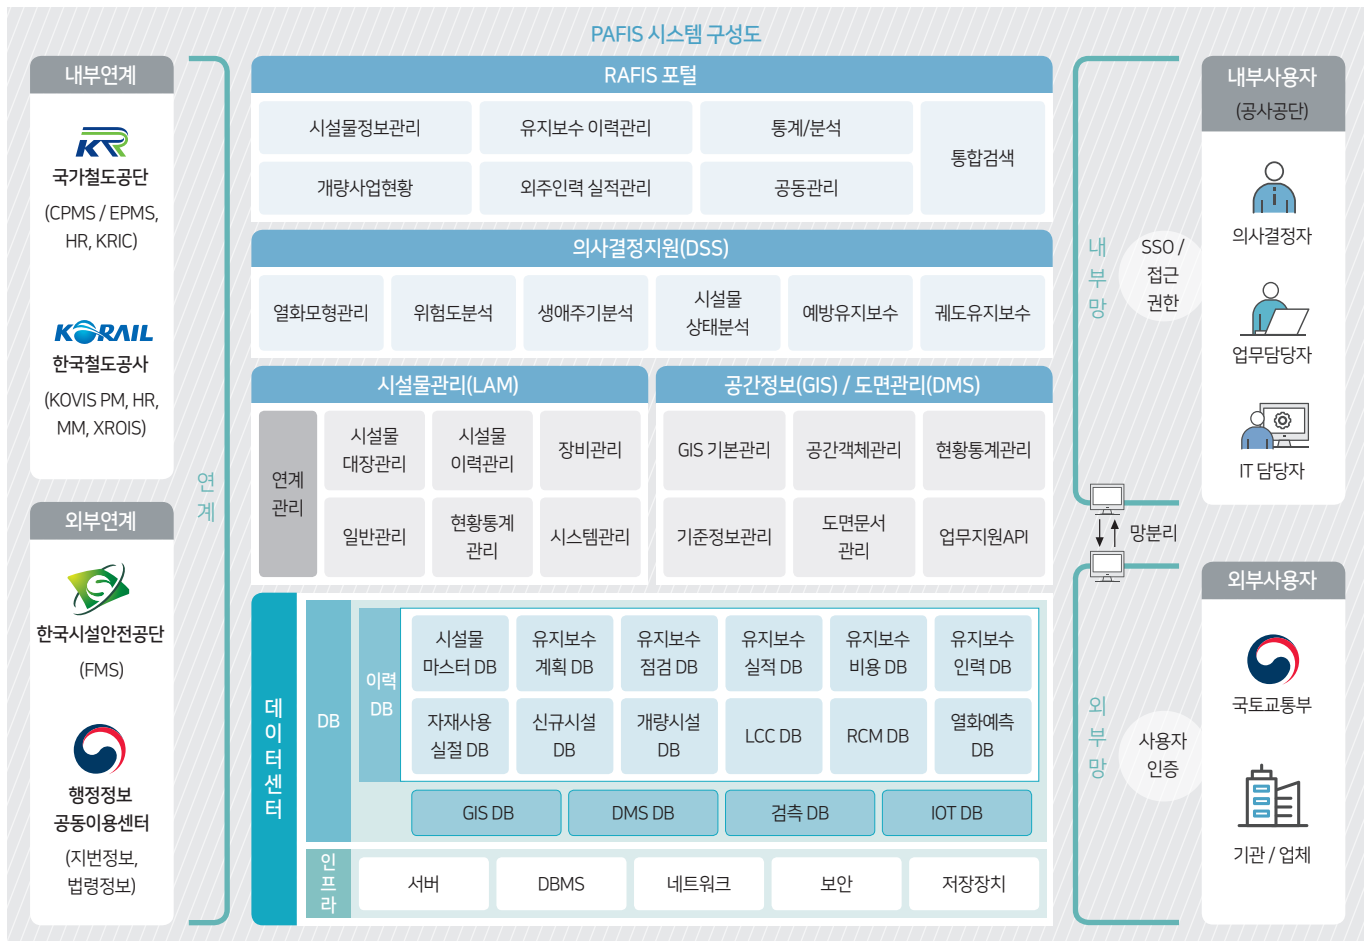 PAFIS 시스템 구성도
내부연계
KR
국가철도공단
(CPMS / EPMS,
HR, KRIC)
KORAIL
한국철도공사
(KOVIS PM, HR,
MM, XROIS)
외부연계
한국시설안전공단
(FMS)
행정정보
공동이용센터
(지번정보,
법령정보)
연
계
RAFIS 포털
시설물정보관리
유지보수 이력관리
통계/분석
통합검색
개량사업현황
외주인력 실적관리
공동관리
의사결정지원(DSS)
열화모형관리
위험도분석
생애주기분석
시설물
상태분석
예방유지보수
궤도유지보수
시설물관리(LAM)
연계
관리
시설물
대장관리
시설물
이력관리
장비관리
일반관리
현황통계
관리
시스템관리
공간정보(GIS) / 도면관리(DMS)
GIS 기본관리
공간객체관리
현황통계관리
기준정보관리
도면문서
관리
업무지원API
데
이
터
센
터
DB
이력
DB
시설물
마스터 DB
유지보수
계획 DB
유지보수
점검 DB
유지보수
실적 DB
유지보수
비용 DB
유지보수
인력 DB
자재사용
실절 DB
신규시설
DB
개량시설
DB
LCC DB
RCM DB
열화예측
DB
GIS DB
DMS DB
검측 DB
IOT DB
인
프
라
서버
DBMS
네트워크
보안
저장장치
내
부
망
SSO /
접근
권한
망분리
외
부
망
사용자
인증
내부사용자
(공사공단)
의사결정자
업무담당자
IT 담당자
외부사용자
국토교통부
기관 / 업체